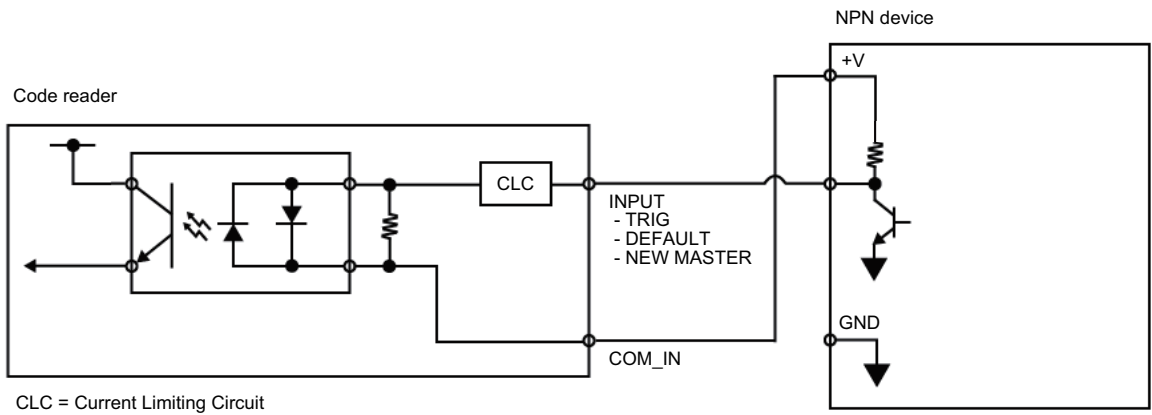 NPN device
+V
Code reader
CLC
INPUT
- TRIG
- DEFAULT
- NEW MASTER
GND
COM_IN
CLC = Current Limiting Circuit